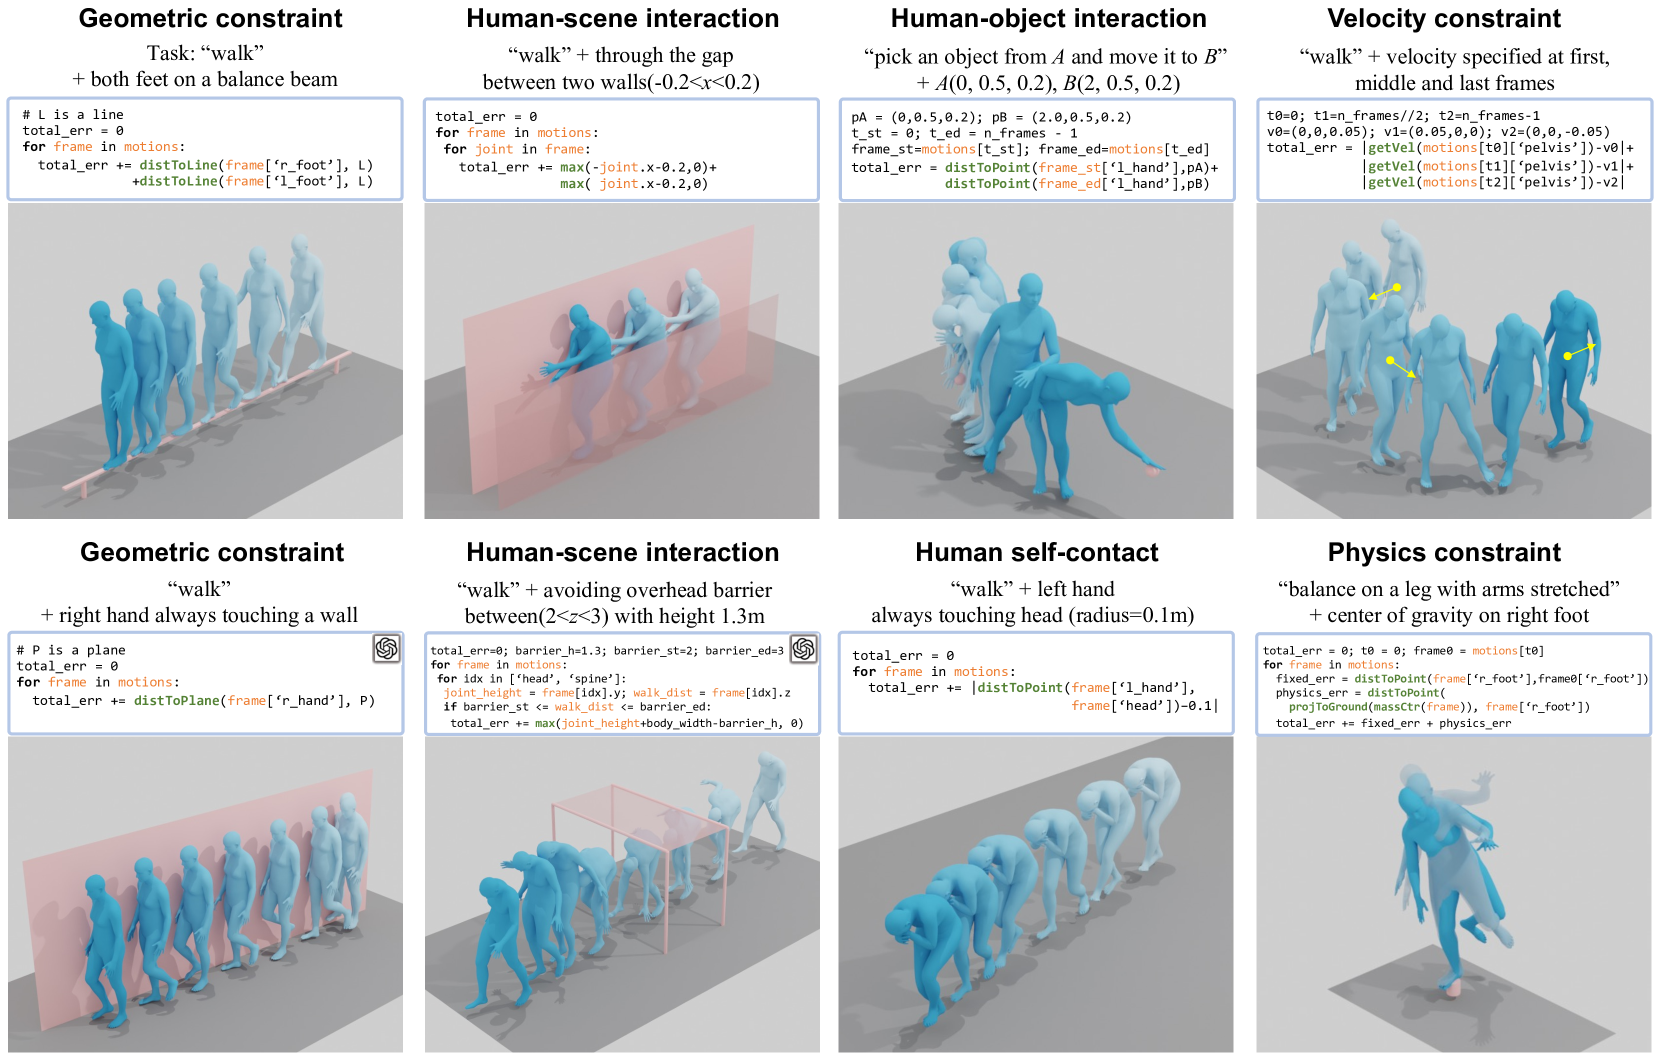 Geometric constraint
Task: “walk”
+ both feet on a balance beam
# L is a line
total_err = 0
for frame in motions:
total_err += distToLine(frame[‘r_foot’], L)
+distToLine(frame[‘l_foot’], L)
Human-scene interaction
“walk” + through the gap
between two walls(-0.2<x<0.2)
total_err = 0
for frame in motions:
for joint in frame:
total_err += max(-joint.x-0.2,0)+
max( joint.x-0.2,0)
Human-object interaction
“pick an object from A and move it to B”
+ A(0, 0.5, 0.2), B(2, 0.5, 0.2)
pA = (0,0.5,0.2); pB = (2.0,0.5,0.2)
t_st = 0; t_ed = n_frames - 1
frame_st=motions[t_st]; frame_ed=motions[t_ed]
total_err = distToPoint(frame_st[‘l_hand’],pA)+
distToPoint(frame_ed[‘l_hand’],pB)
Velocity constraint
“walk” + velocity specified at first,
middle and last frames
t0=0; t1=n_frames//2; t2=n_frames-1
v0=(0,0,0.05); v1=(0.05,0,0); v2=(0,0,-0.05)
total_err = |getVel(motions[t0][‘pelvis’])-v0|+
|getVel(motions[t1][‘pelvis’])-v1|+
|getVel(motions[t2][‘pelvis’])-v2|
Geometric constraint
“walk”
+ right hand always touching a wall
# P is a plane
total_err = 0
for frame in motions:
total_err += distToPlane(frame[‘r_hand’], P)
Human-scene interaction
“walk” + avoiding overhead barrier
between(2<z<3) with height 1.3m
total_err=0; barrier_h=1.3; barrier_st=2; barrier_ed=3
for frame in motions:
for idx in [‘head’, ‘spine’]:
joint_height = frame[idx].y; walk_dist = frame[idx].z
if barrier_st <= walk_dist <= barrier_ed:
total_err += max(joint_height+body_width-barrier_h, 0)
Human self-contact
“walk” + left hand
always touching head (radius=0.1m)
total_err = 0
for frame in motions:
total_err += |distToPoint(frame[‘l_hand’],
frame[‘head’])-0.1|
Physics constraint
“balance on a leg with arms stretched”
+ center of gravity on right foot
total_err = 0; t0 = 0; frame0 = motions[t0]
for frame in motions:
fixed_err = distToPoint(frame[‘r_foot’],frame0[‘r_foot’])
physics_err = distToPoint(
projToGround(massCtr(frame)), frame[‘r_foot’])
total_err += fixed_err + physics_err